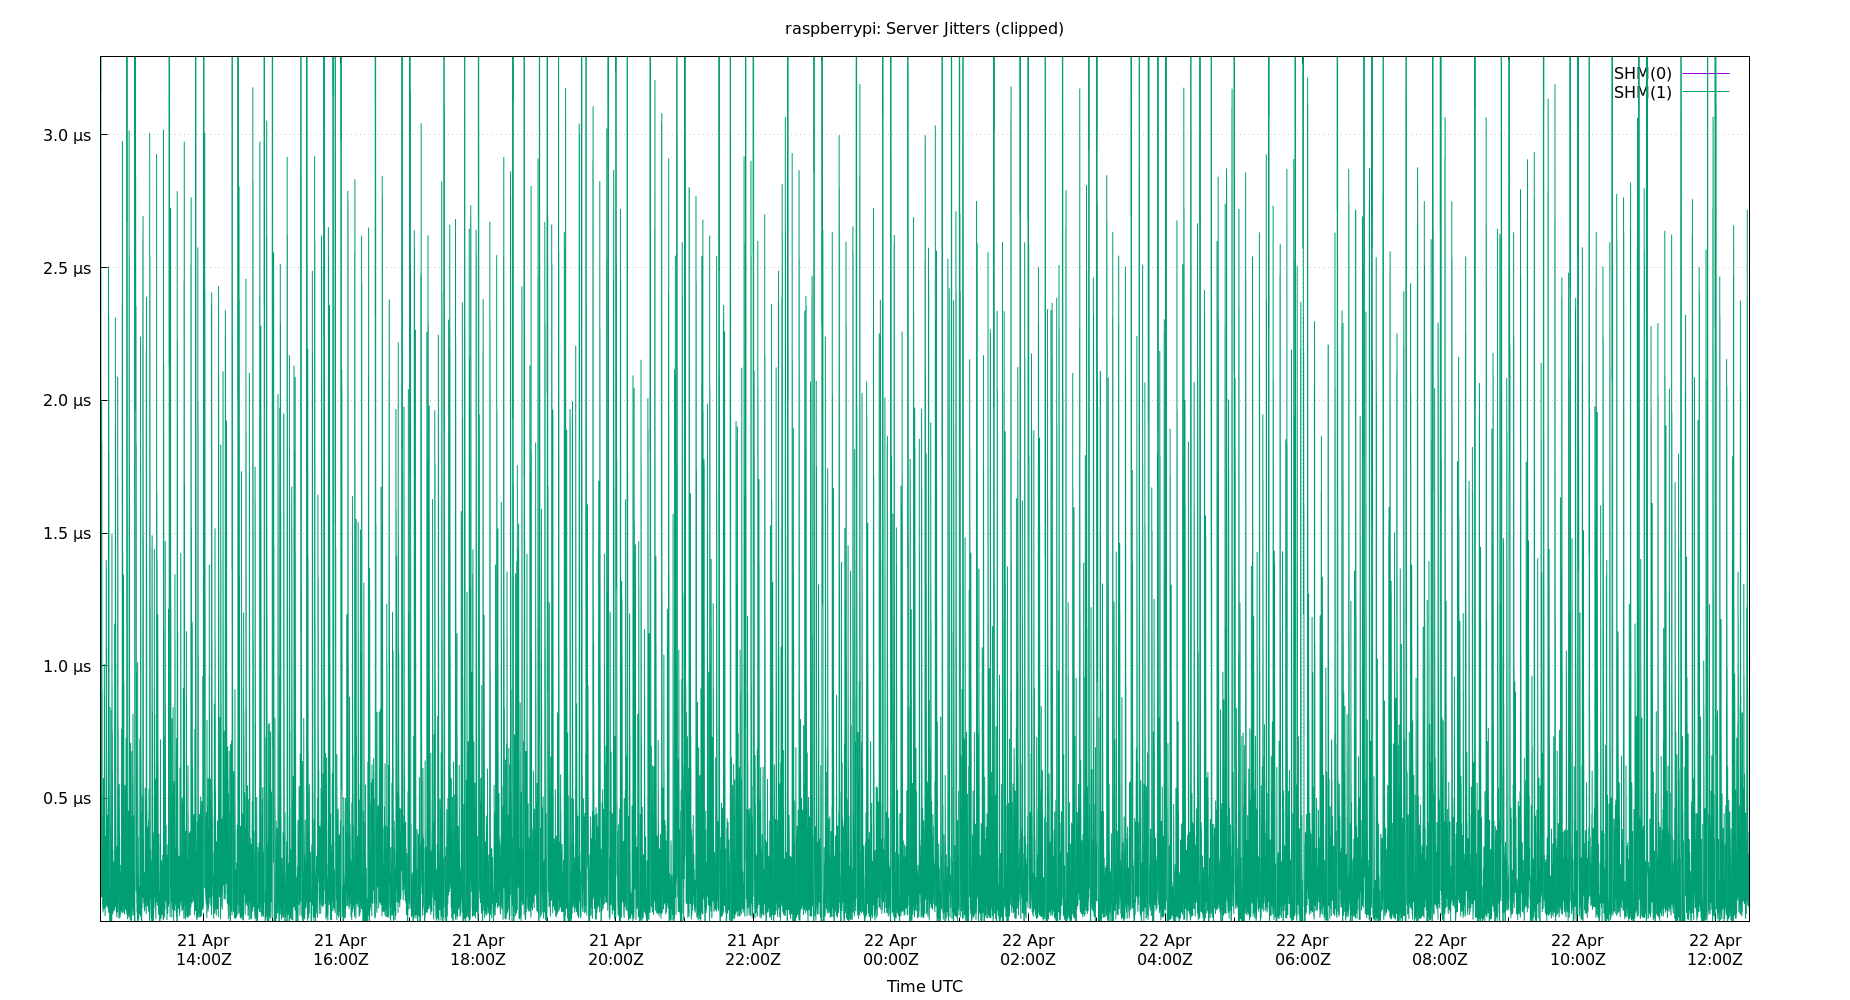 raspberrypi: Server Jitters (clipped)
SHM(0)
SHM(1)
3.0 µs
2.5 µs
2.0 µs
1.5 µs
1.0 µs
0.5 µs
21 Apr 21 Apr 21 Apr 21 Apr 21 Apr 22 Apr 22 Apr 22 Apr 22 Apr 22 Apr 22 Apr 22 Apr
14:00Z 16:00Z 18:00Z 20:00Z 22:00Z 00:00Z 02:00Z 04:00Z 06:00Z 08:00Z 10:00Z 12:00Z
Time UTC